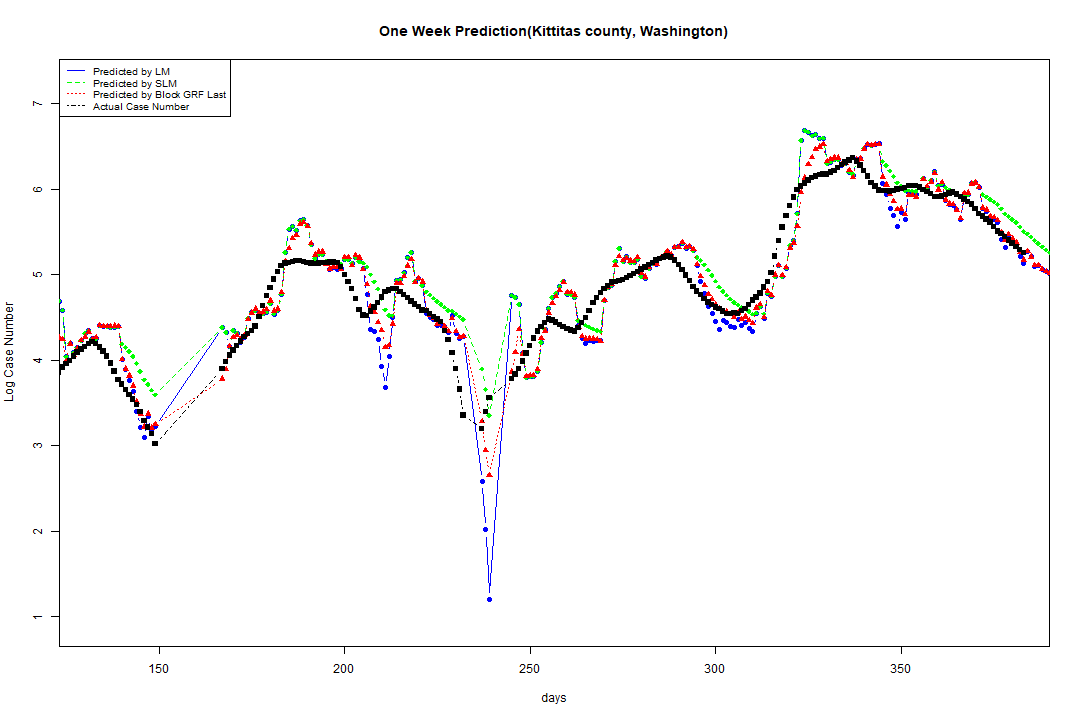 One Week Prediction(Kittitas county, Washington)
Predicted by LM
Predicted by SLM
Predicted by Block GRF Last
Actual Case Number
7
6
5
4
3
2
1
Log Case Number
150 200 250 300 350
days